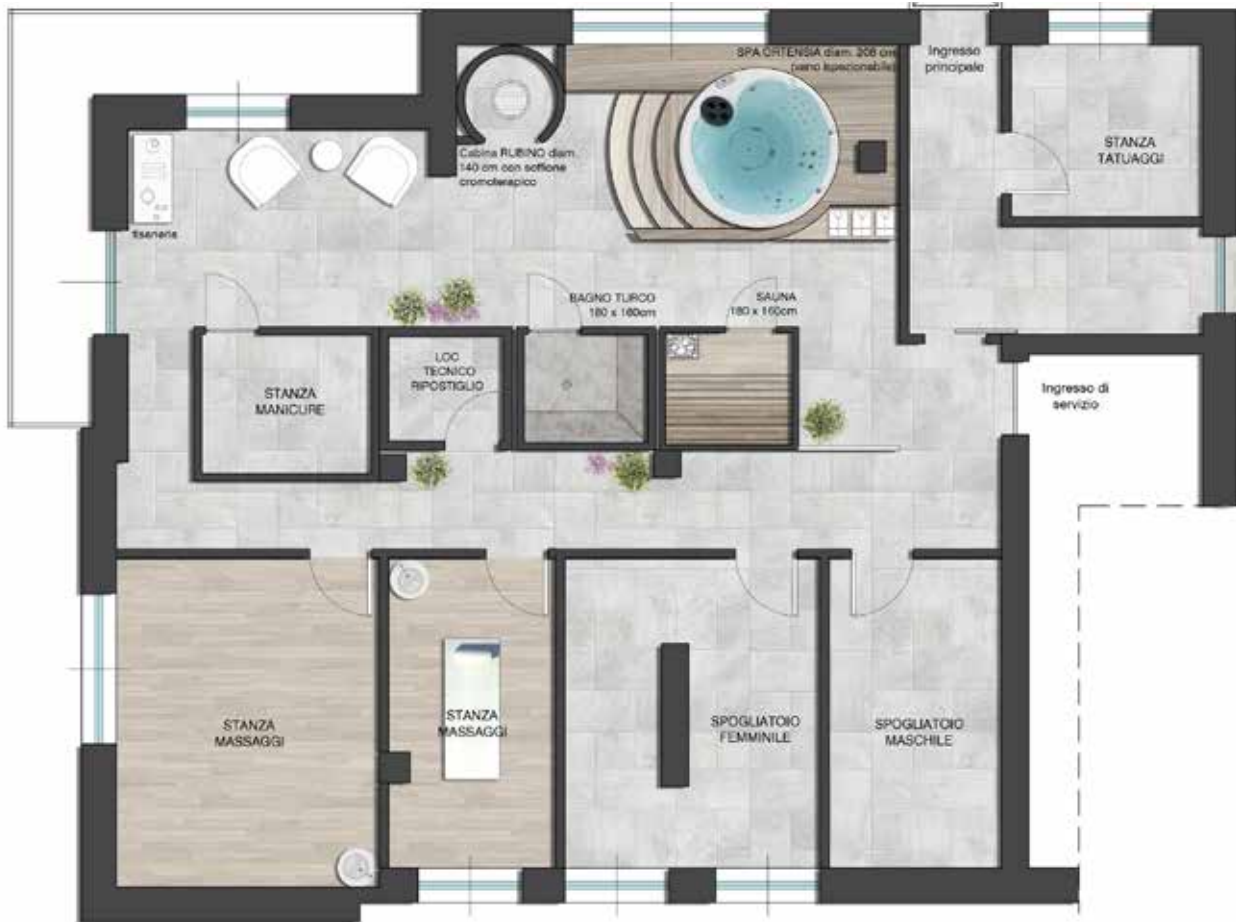 SPA ORTENSIA diam. 208 cm
(vano ispezionabile)
Ingresso
principale
STANZA
TATUAGGI
Cabina RUBINO diam.
140 cm con soffione
cromoterapico
tisaneria
BAGNO TURCO
180 x 160cm
SAUNA
180 x 160cm
LOC
TECNICO
RIPOSTIGLIO
STANZA
MANICURE
Ingresso di
servizio
STANZA
MASSAGGI
STANZA
MASSAGGI
SPOGLIATOIO
FEMMINILE
SPOGLIATOIO
MASCHILE